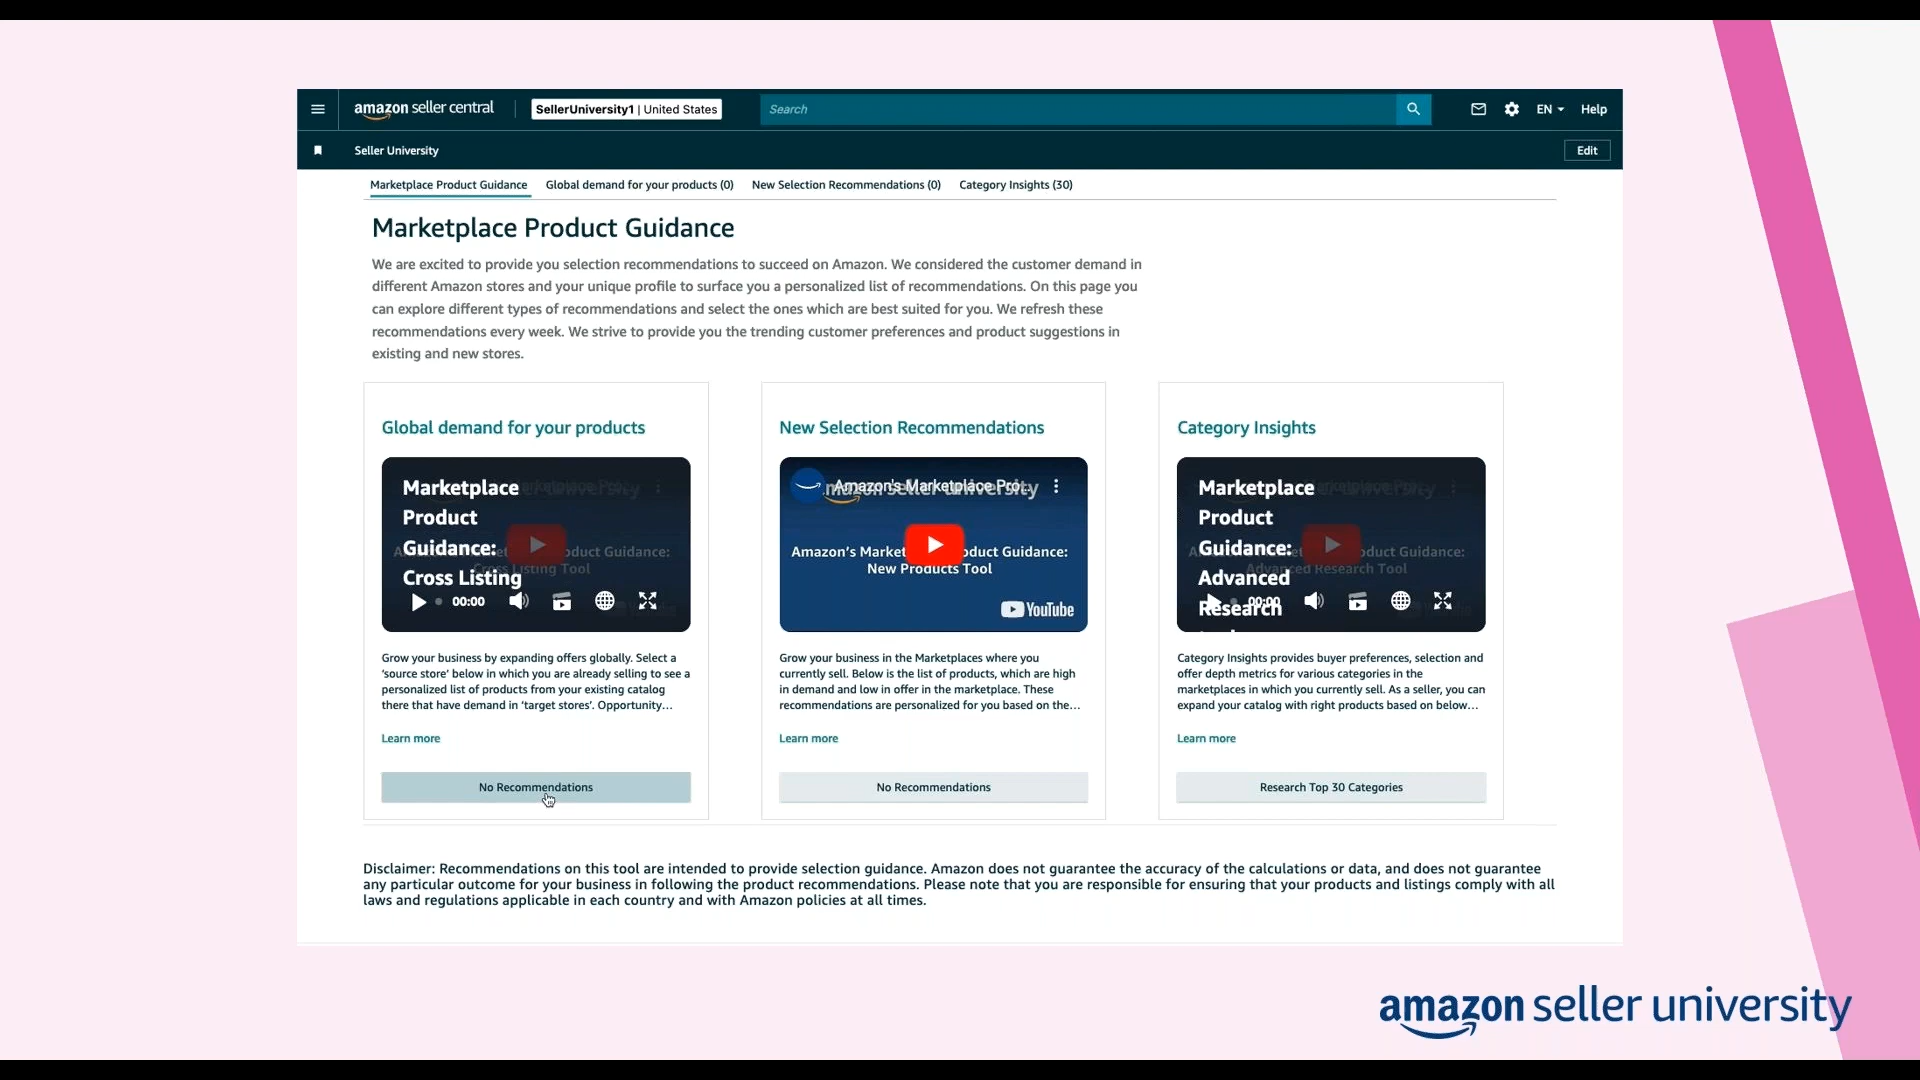 amazon seller central
SellerUniversity1 | United States
Search
EN
Help
Seller University
Edit
Marketplace Product Guidance
Global demand for your products (0)
New Selection Recommendations (0)
Category Insights (30)
Marketplace Product Guidance
We are excited to provide you selection recommendations to succeed on Amazon. We considered the customer demand in
different Amazon stores and your unique profile to surface you a personalized list of recommendations. On this page you
can explore different types of recommendations and select the ones which are best suited for you. We refresh these
recommendations every week. We strive to provide you the trending customer preferences and product suggestions in
existing and new stores.
Global demand for your products
Marketplace
Product
Guidance:
Cross Listing
Cross Listing Tool
00:00
Grow your business by expanding offers globally. Select a
‘source store’ below in which you are already selling to see a
personalized list of products from your existing catalog
there that have demand in ‘target stores’. Opportunity...
Learn more
No Recommendations
New Selection Recommendations
Amazon's Marketplace Pro...
amazon seller university
Amazon’s Market oduct Guidance:
New Products Tool
YouTube
Grow your business in the Marketplaces where you
currently sell. Below is the list of products, which are high
in demand and low in offer in the marketplace. These
recommendations are personalized for you based on the...
Learn more
No Recommendations
Category Insights
Marketplace
Product
Guidance:
Advanced
Research
Advanced Research Tool
00:00
Category Insights provides buyer preferences, selection and
offer depth metrics for various categories in the
marketplaces in which you currently sell. As a seller, you can
expand your catalog with right products based on below...
Learn more
Research Top 30 Categories
Disclaimer: Recommendations on this tool are intended to provide selection guidance. Amazon does not guarantee the accuracy of the calculations or data, and does not guarantee
any particular outcome for your business in following the product recommendations. Please note that you are responsible for ensuring that your products and listings comply with all
laws and regulations applicable in each country and with Amazon policies at all times.
amazon seller university